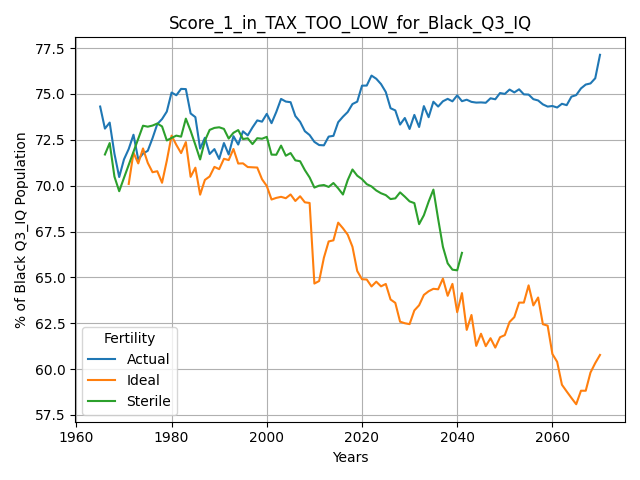 Score_1_in_TAX_TOO_LOW_for_Black_Q3_IQ
% of Black Q3_IQ Population
77.5
75.0
72.5
70.0
67.5
65.0
62.5
60.0
57.5
Fertility
Actual
Ideal
Sterile
1960
1980
2000
2020
2040
2060
Years